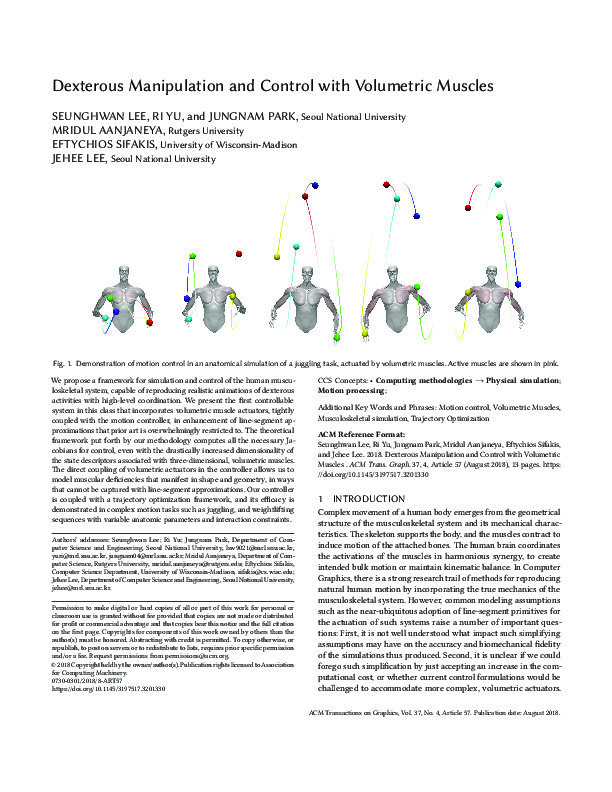 Dexterous Manipulation and Control with Volumetric Muscles
SEUNGHWAN LEE, RI YU, and JUNGNAM PARK, Seoul National University
MRIDUL AANJANEYA, Rutgers University
EFTYCHIOS SIFAKIS, University of Wisconsin-Madison
JEHEE LEE, Seoul National University
Fig. 1. Demonstration of motion control in an anatomical simulation of a juggling task, actuated by volumetric muscles. Active muscles are shown in pink.
We propose a framework for simulation and control of the human muscu-
loskeletal system, capable of reproducing realistic animations of dexterous
activities with high-level coordination. We present the first controllable
system in this class that incorporates volumetric muscle actuators, tightly
coupled with the motion controller, in enhancement of line-segment ap-
proximations that prior art is overwhelmingly restricted to. The theoretical
framework put forth by our methodology computes all the necessary Ja-
cobians for control, even with the drastically increased dimensionality of
the state descriptors associated with three-dimensional, volumetric muscles.
The direct coupling of volumetric actuators in the controller allows us to
model muscular deficiencies that manifest in shape and geometry, in ways
that cannot be captured with line-segment approximations. Our controller
is coupled with a trajectory optimization framework, and its efficacy is
demonstrated in complex motion tasks such as juggling, and weightlifting
sequences with variable anatomic parameters and interaction constraints.
Authors' addresses: Seunghwan Lee; Ri Yu; Jungnam Park, Department of Com-
puter Science and Engineering, Seoul National University, lsw9021@mrl.snu.ac.kr,
yuri@mrl.snu.ac.kr, jungnam04@mrl.snu.ac.kr; Mridul Aanjaneya, Department of Com-
puter Science, Rutgers University, mridul.aanjaneya@rutgers.edu; Eftychios Sifakis,
Computer Science Department, University of Wisconsin-Madison, sifakis@cs.wisc.edu;
Jehee Lee, Department of Computer Science and Engineering, Seoul National University,
jehee@mrl.snu.ac.kr.
Permission to make digital or hard copies of all or part of this work for personal or
classroom use is granted without fee provided that copies are not made or distributed
for profit or commercial advantage and that copies bear this notice and the full citation
on the first page. Copyrights for components of this work owned by others than the
author(s) must be honored. Abstracting with credit is permitted. To copy otherwise, or
republish, to post on servers or to redistribute to lists, requires prior specific permission
and/or a fee. Request permissions from permissions@acm.org.
© 2018 Copyright held by the owner/author(s). Publication rights licensed to Association
for Computing Machinery.
0730-0301/2018/8-ART57
https://doi.org/10.1145/3197517.3201330
CCS Concepts: • Computing methodologies → Physical simulation;
Motion processing;
Additional Key Words and Phrases: Motion control, Volumetric Muscles,
Musculoskeletal simulation, Trajectory Optimization
ACM Reference Format:
Seunghwan Lee, Ri Yu, Jungnam Park, Mridul Aanjaneya, Eftychios Sifakis,
and Jehee Lee. 2018. Dexterous Manipulation and Control with Volumetric
Muscles . ACM Trans. Graph. 37, 4, Article 57 (August 2018), 13 pages. https:
//doi.org/10.1145/3197517.3201330
1 INTRODUCTION
Complex movement of a human body emerges from the geometrical
structure of the musculoskeletal system and its mechanical charac-
teristics. The skeleton supports the body, and the muscles contract to
induce motion of the attached bones. The human brain coordinates
the activations of the muscles in harmonious synergy, to create
intended bulk motion or maintain kinematic balance. In Computer
Graphics, there is a strong research trail of methods for reproducing
natural human motion by incorporating the true mechanics of the
musculoskeletal system. However, common modeling assumptions
such as the near-ubiquitous adoption of line-segment primitives for
the actuation of such systems raise a number of important ques-
tions: First, it is not well understood what impact such simplifying
assumptions may have on the accuracy and biomechanical fidelity
of the simulations thus produced. Second, it is unclear if we could
forego such simplification by just accepting an increase in the com-
putational cost, or whether current control formulations would be
challenged to accommodate more complex, volumetric actuators.
ACM Transactions on Graphics, Vol. 37, No. 4, Article 57. Publication date: August 2018.